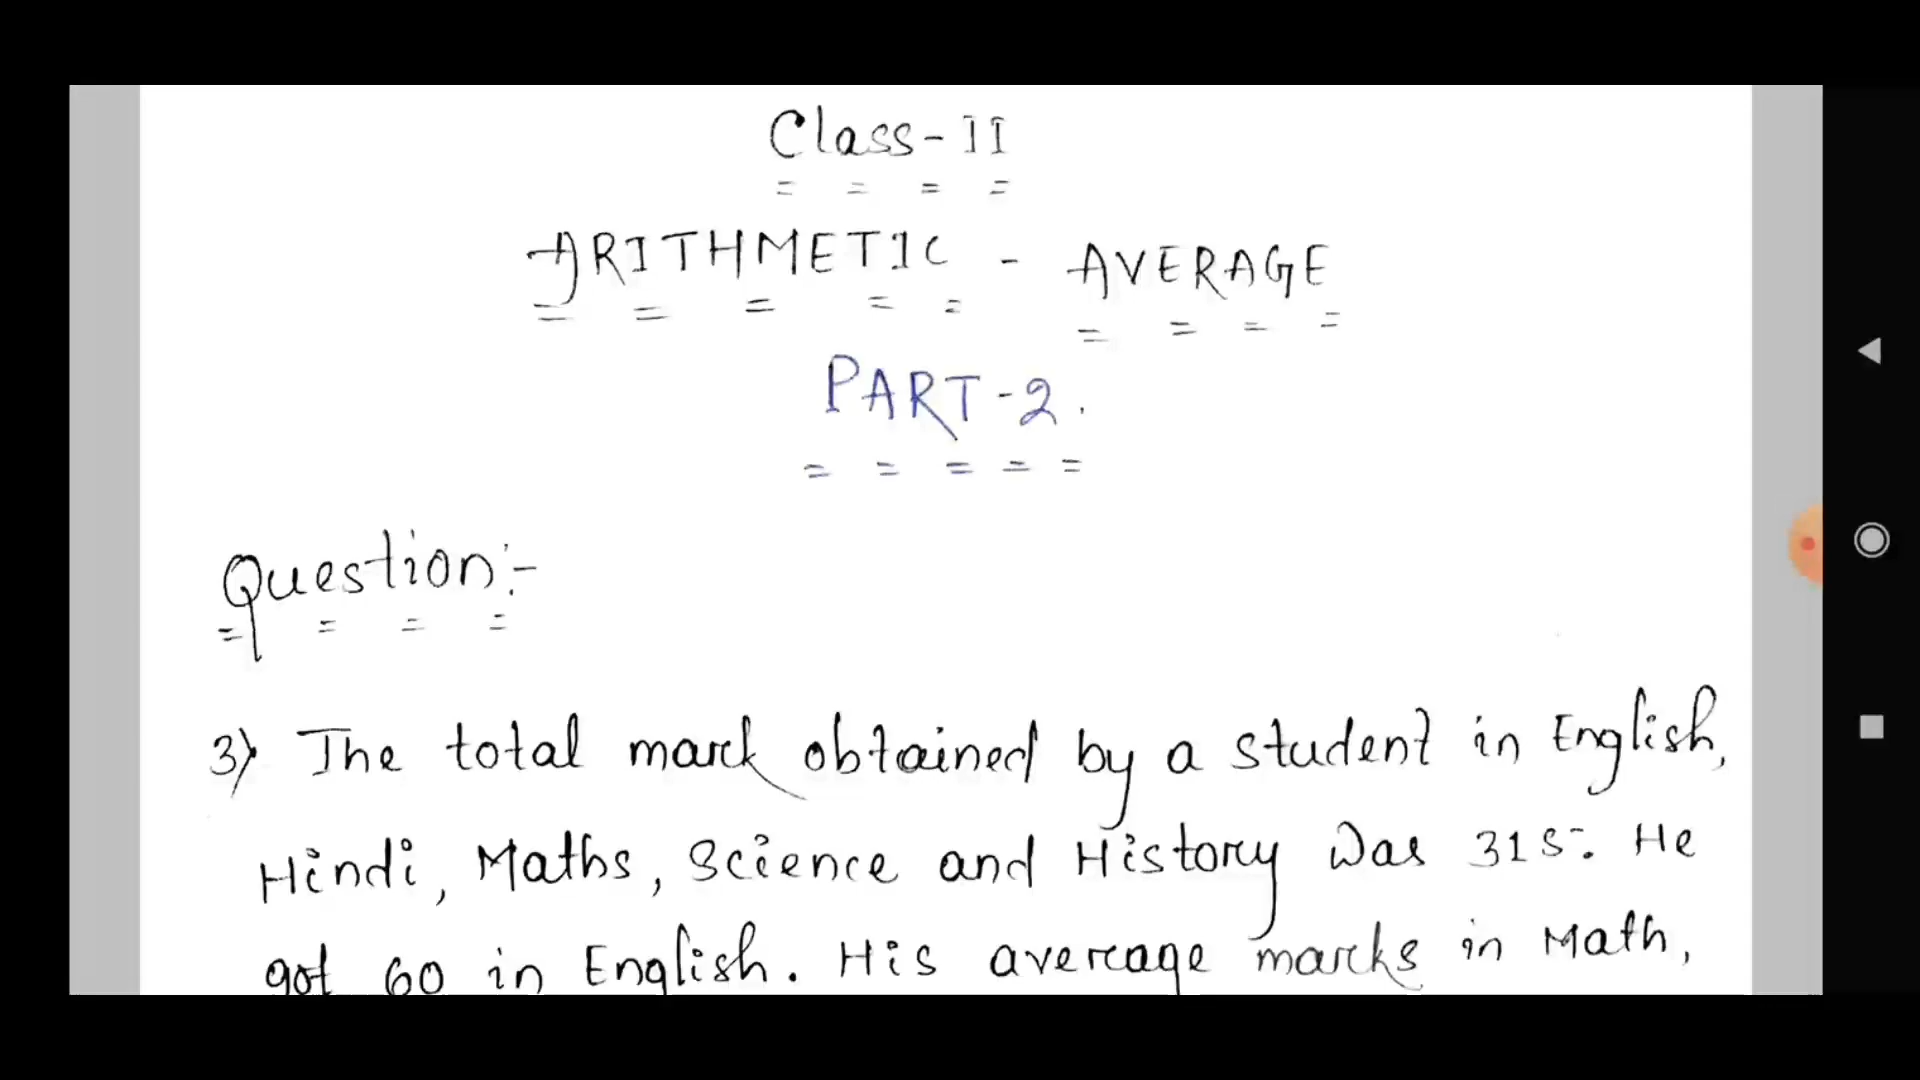 Class-II
ARITHMETIC - AVERAGE
PART-2.
Question:-
3) The total mark obtained by a student in English,
Hindi, Maths, Science and History was 315. He
got 60 in English. His average marks in Math,